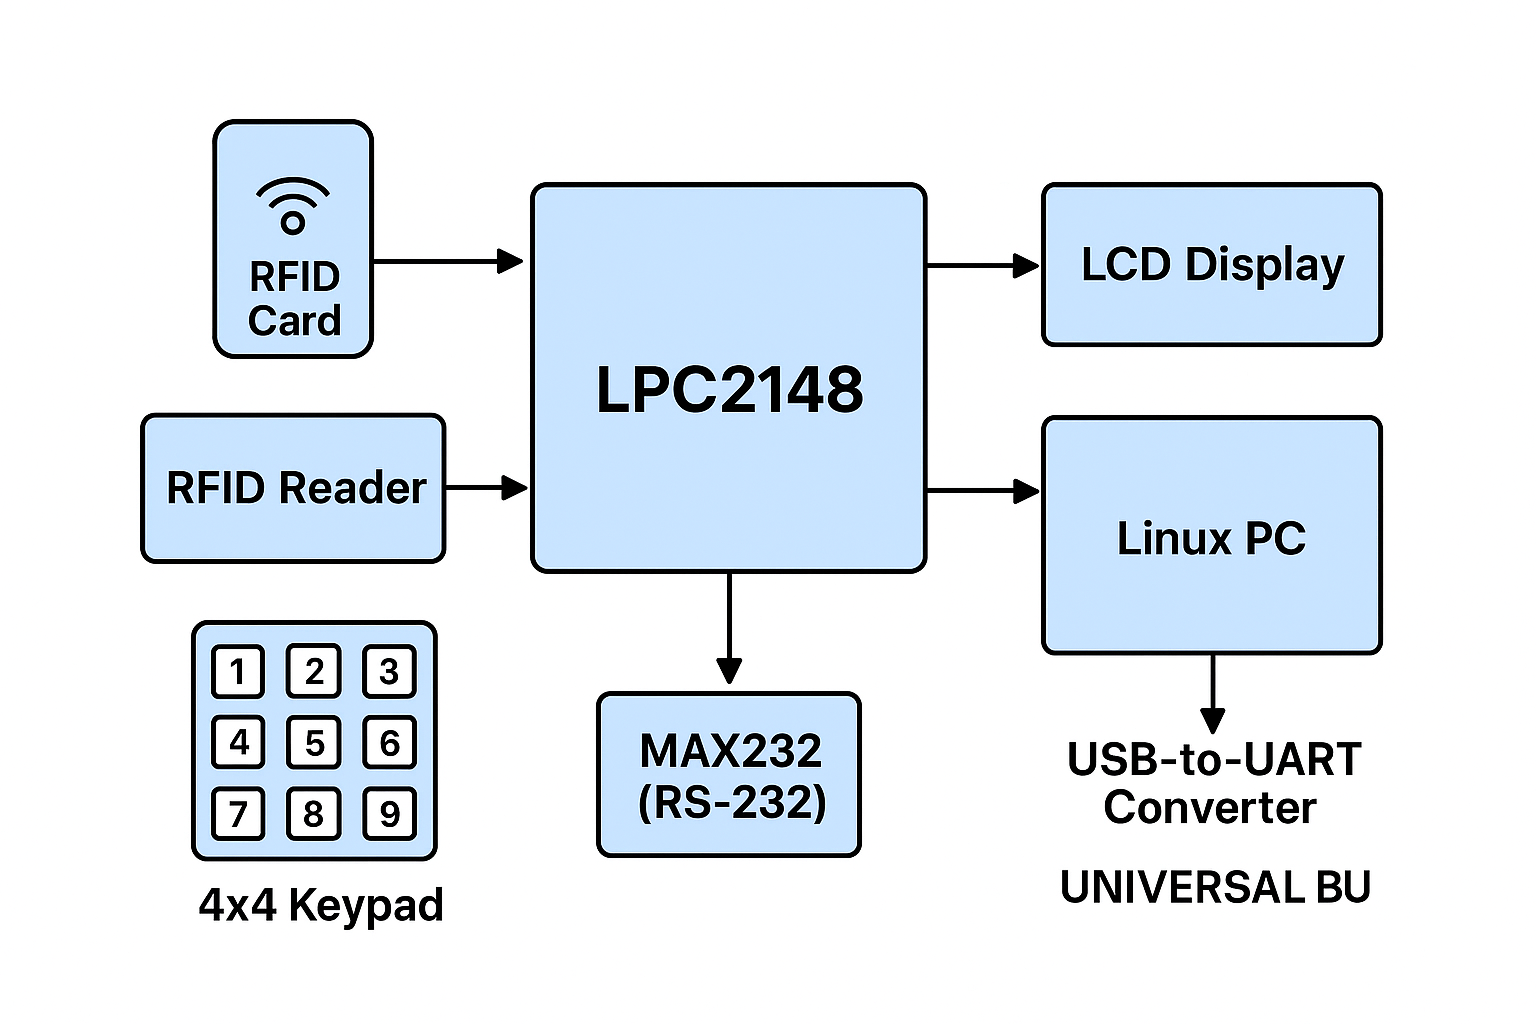 RFID
Card
RFID Reader
1 2 3
4 5 6
7 8 9
4x4 Keypad
LPC2148
MAX232
(RS-232)
LCD Display
Linux PC
USB-to-UART
Converter
UNIVERSAL BU